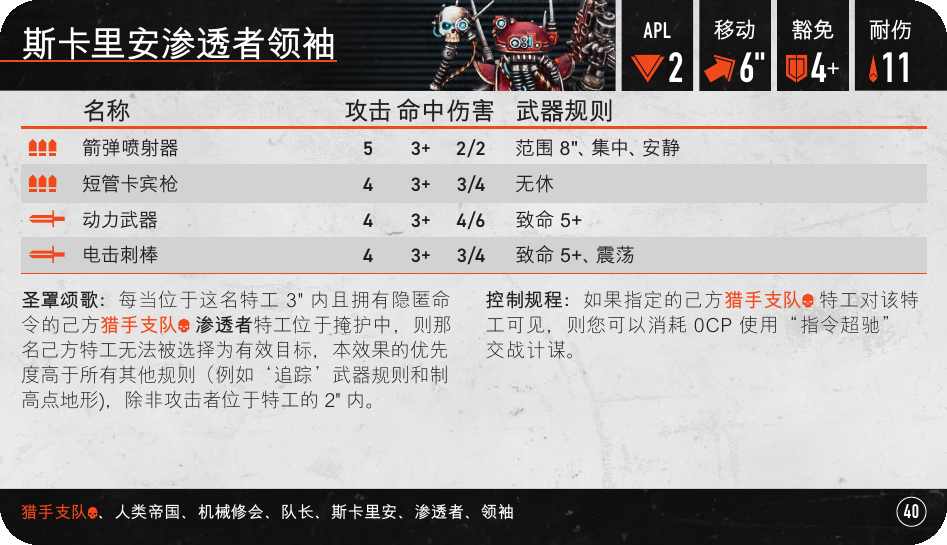 斯卡里安渗透者领袖
APL 移动 豁免 耐伤
2 6" 4+ 11
名称 攻击 命中 伤害 武器规则
箭弹喷射器 5 3+ 2/2 范围 8"、集中、安静
短管卡宾枪 4 3+ 3/4 无休
动力武器 4 3+ 4/6 致命 5+
电击刺棒 4 3+ 3/4 致命 5+、震荡
圣罩颂歌：每当位于这名特工 3" 内且拥有隐匿命
令的己方猎手支队 渗透者特工位于掩护中，则那
名己方特工无法被选择为有效目标，本效果的优先
度高于所有其他规则（例如‘追踪’武器规则和制
高点地形)，除非攻击者位于特工的 2" 内。
控制规程：如果指定的己方猎手支队 特工对该特
工可见，则您可以消耗 0CP 使用“指令超驰”
交战计谋。
猎手支队、人类帝国、机械修会、队长、斯卡里安、渗透者、领袖
40